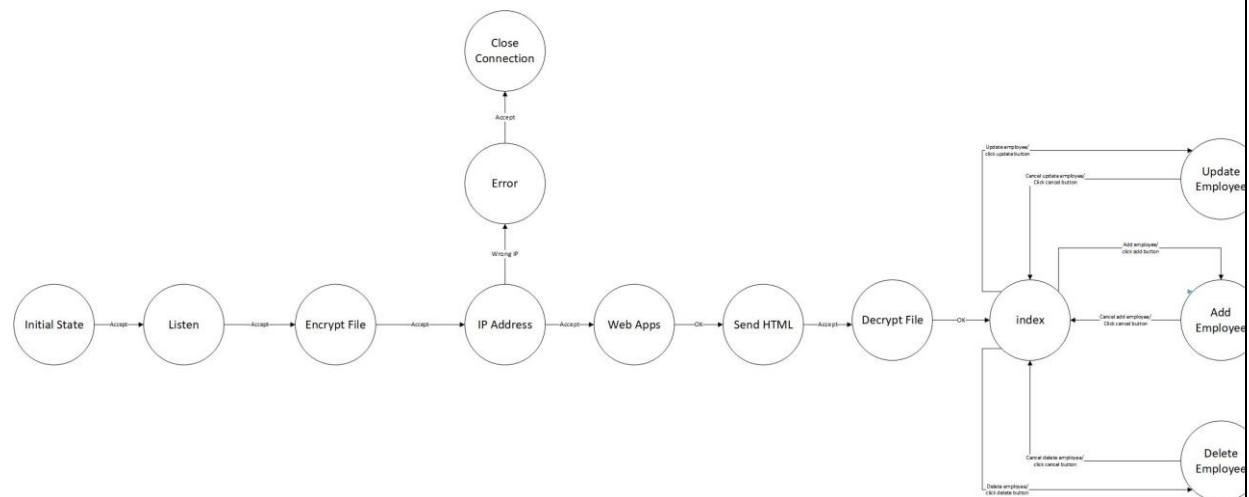 Close
Connection
Accept
Error
Wrong IP
Initial State
Accept
Listen
Accept
Encrypt File
Accept
IP Address
Accept
Web Apps
OK
Send HTML
Accept
Decrypt File
OK
index
Update employee/
click update button
Cancel update employee/
Click cancel button
Update
Employee
Add employee/
click add button
Cancel add employee/
Click cancel button
Add
Employee
Cancel delete employee/
click cancel button
Delete employee/
click delete button
Delete
Employee